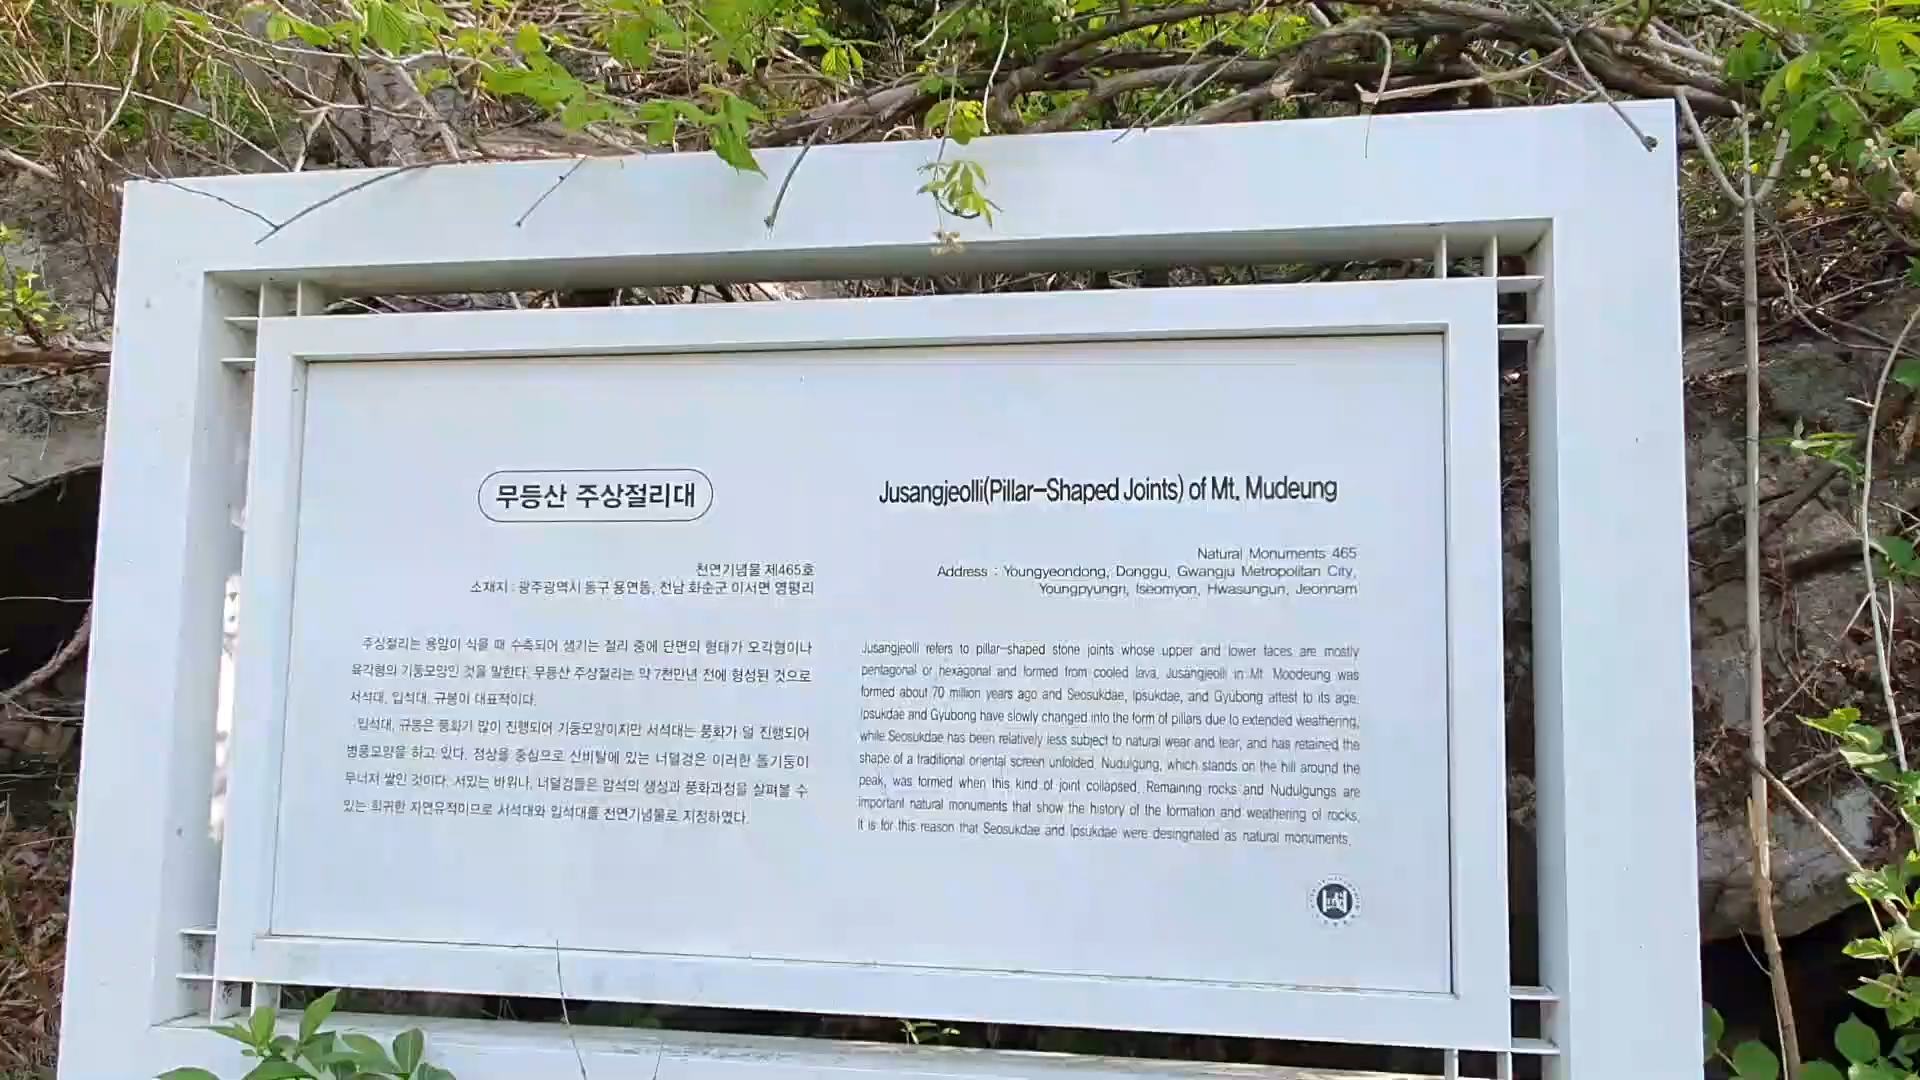 무등산 주상절리대
천연기념물 제465호
소재지 : 광주광역시 동구 용연동, 전남 화순군 이서면 영평리
주상절리는 용암이 식을 때 수축되어 생기는 절리 중에 단면의 형태가 오각형이나
육각형의 기둥모양인 것을 말한다. 무등산 주상절리는 약 7천만년 전에 형성된 것으로
서석대, 입석대, 규봉이 대표적이다.
입석대, 규봉은 풍화가 많이 진행되어 기둥모양이지만 서석대는 풍화가 덜 진행되어
병풍모양을 하고 있다. 정상을 중심으로 산비탈에 있는 너덜겅은 이러한 돌기둥이
무너져 쌓인 것이다. 서있는 바위나, 너덜겅들은 암석의 생성과 풍화과정을 살펴볼 수
있는 희귀한 자연유적이므로 서석대와 입석대를 천연기념물로 지정하였다.
Jusangjeolli(Pillar-Shaped Joints) of Mt. Mudeung
Natural Monuments 465
Address : Youngyeondong, Donggu, Gwangju Metropolitan City,
Youngpyungri, Iseomyon, Hwasungun, Jeonnam
Jusangjeolli refers to pillar-shaped stone joints whose upper and lower faces are mostly
pentagonal or hexagonal and formed from cooled lava. Jusangjeolli in Mt. Moodeung was
formed about 70 million years ago and Seosukdae, Ipsukdae, and Gyubong attest to its age.
Ipsukdae and Gyubong have slowly changed into the form of pillars due to extended weathering,
while Seosukdae has been relatively less subject to natural wear and tear, and has retained the
shape of a traditional oriental screen unfolded. Nudulgung, which stands on the hill around the
peak, was formed when this kind of joint collapsed. Remaining rocks and Nudulgungs are
important natural monuments that show the history of the formation and weathering of rocks.
It is for this reason that Seosukdae and Ipsukdae were desingnated as natural monuments.